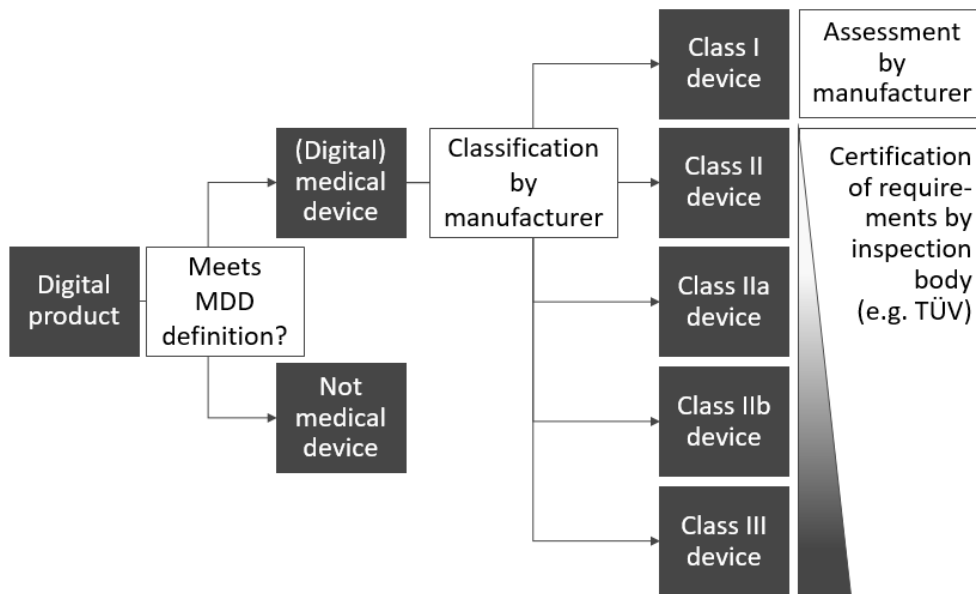 Digital
product
Meets
MDD
definition?
(Digital)
medical
device
Not
medical
device
Classification
by
manufacturer
Class I
device
Class II
device
Class IIa
device
Class IIb
device
Class III
device
Assessment
by
manufacturer
Certification
of require-
ments by
inspection
body
(e.g. TÜV)